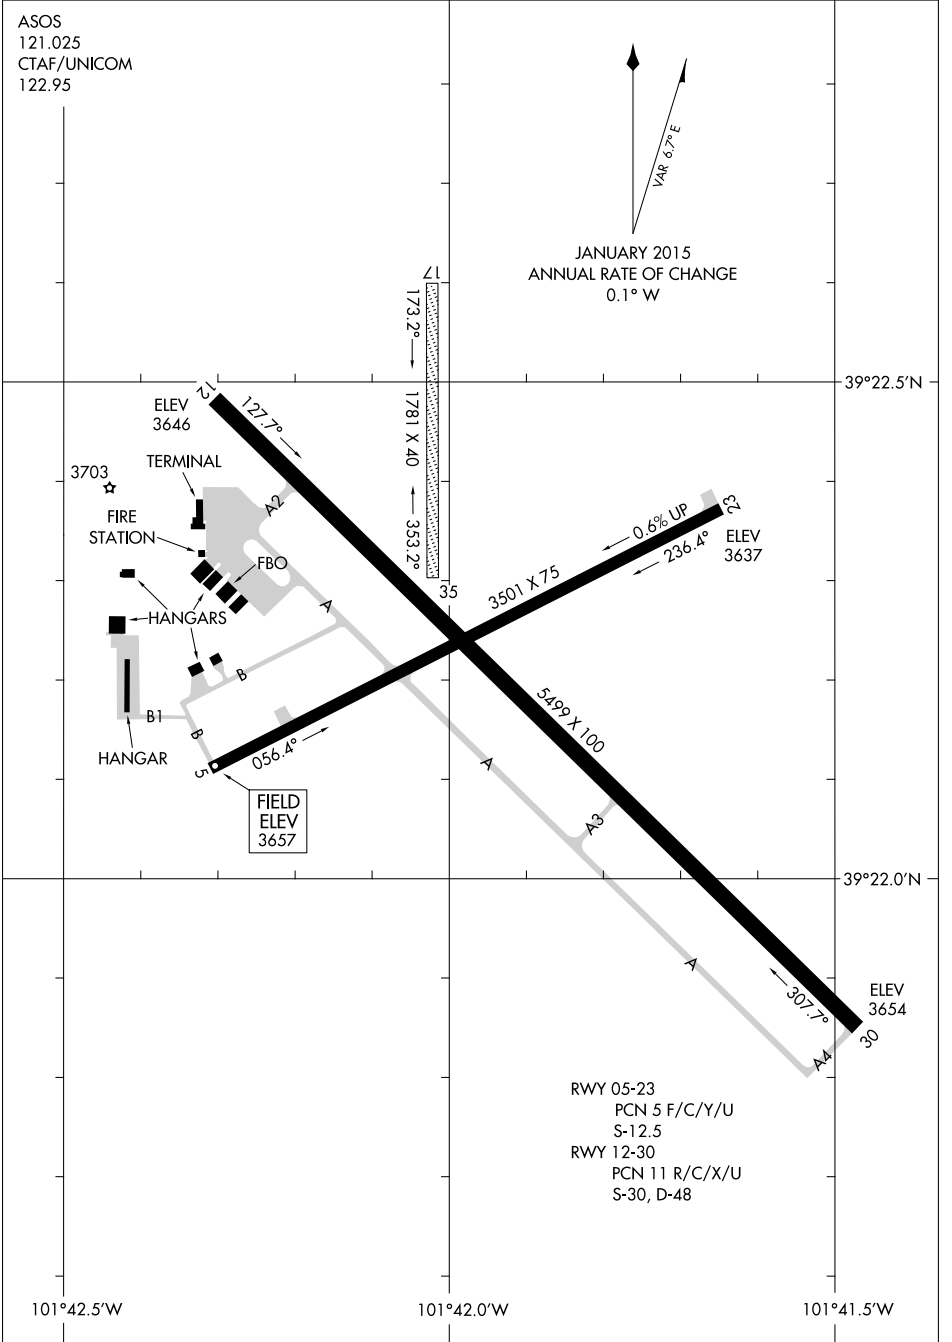 ASOS
121.025
CTAF/UNICOM
122.95
VAR 6.7° E
JANUARY 2015
ANNUAL RATE OF CHANGE
0.1° W
17
173.2°
1781 X 40
353.2°
35
39°22.5'N
12
ELEV
3646
127.7°
TERMINAL
3703
FIRE
STATION
A2
FBO
HANGARS
A
23
0.6% UP
236.4°
ELEV
3637
3501 X 75
B
B1
B
HANGAR
5
056.4°
FIELD
ELEV
3657
5499 X 100
A
A3
39°22.0'N
A
307.7°
ELEV
3654
30
A4
RWY 05-23
PCN 5 F/C/Y/U
S-12.5
RWY 12-30
PCN 11 R/C/X/U
S-30, D-48
101°42.5'W
101°42.0'W
101°41.5'W